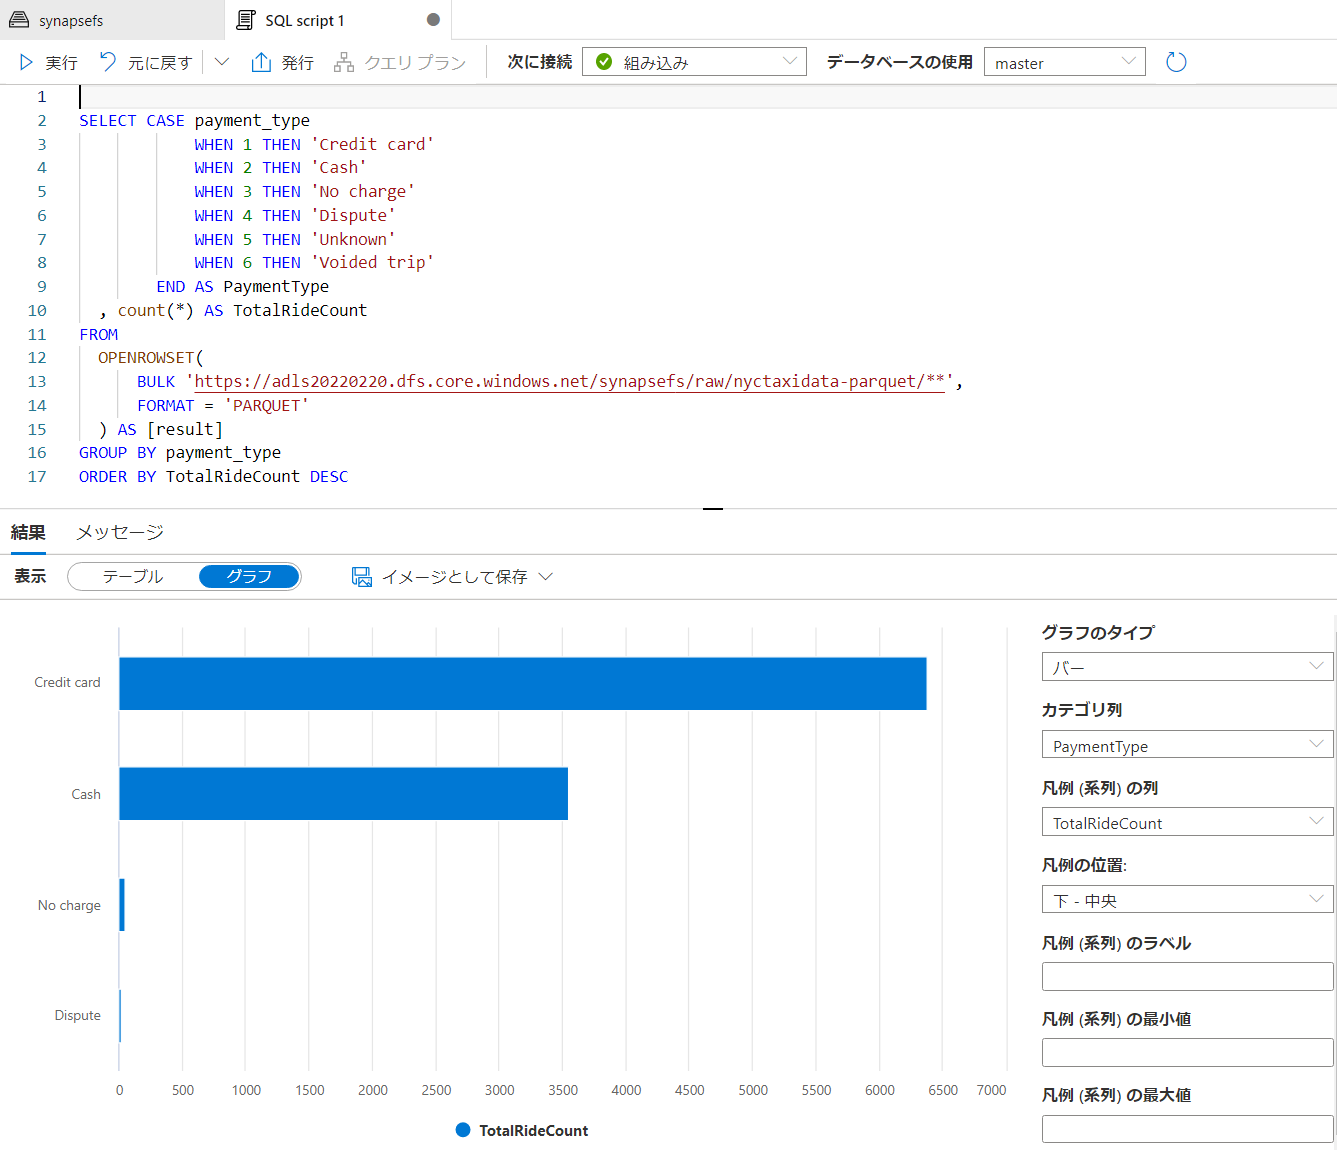 synapsefs
SQL script 1
実行 元に戻す 発行 クエリ プラン 次に接続 組み込み データベースの使用 master
1
2 SELECT CASE payment_type
3 WHEN 1 THEN 'Credit card'
4 WHEN 2 THEN 'Cash'
5 WHEN 3 THEN 'No charge'
6 WHEN 4 THEN 'Dispute'
7 WHEN 5 THEN 'Unknown'
8 WHEN 6 THEN 'Voided trip'
9 END AS PaymentType
10 , count(*) AS TotalRideCount
11 FROM
12 OPENROWSET(
13 BULK 'https://adls20220220.dfs.core.windows.net/synapsefs/raw/nyctaxidata-parquet/**',
14 FORMAT = 'PARQUET'
15 ) AS [result]
16 GROUP BY payment_type
17 ORDER BY TotalRideCount DESC
結果 メッセージ
表示 テーブル グラフ イメージとして保存
Credit card
Cash
No charge
Dispute
0 500 1000 1500 2000 2500 3000 3500 4000 4500 5000 5500 6000 6500 7000
TotalRideCount
グラフのタイプ
バー
カテゴリ列
PaymentType
凡例 (系列) の列
TotalRideCount
凡例の位置:
下 - 中央
凡例 (系列) のラベル
凡例 (系列) の最小値
凡例 (系列) の最大値